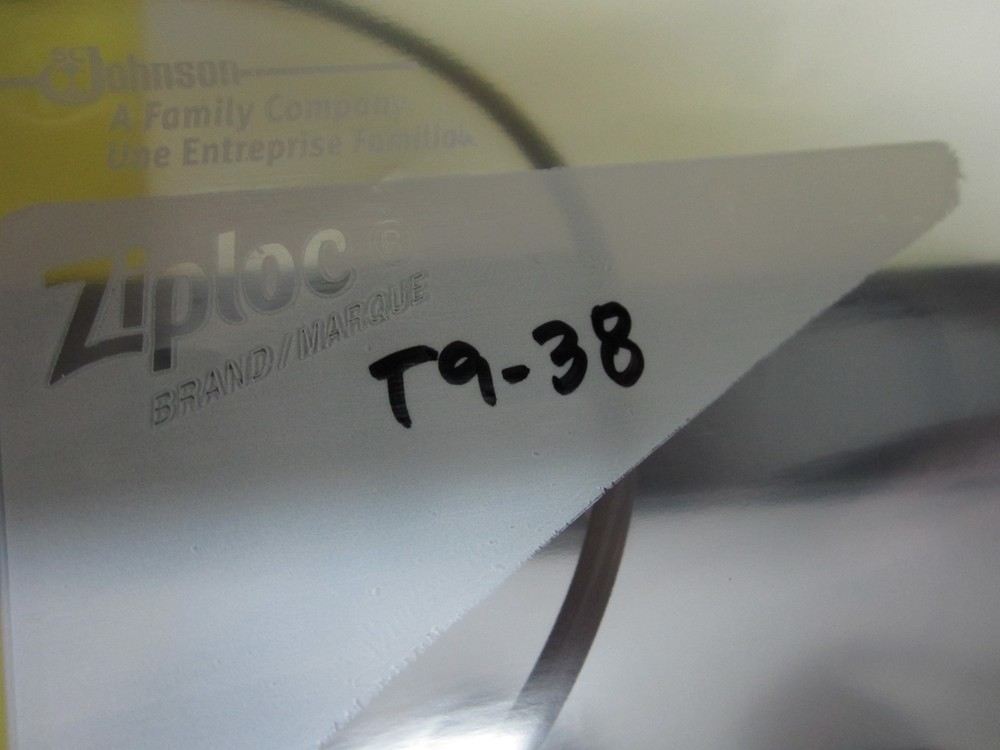 SC Johnson
A Family Company
Une Entreprise Familiale
Ziploc®
BRAND/MARQUE
T9-38